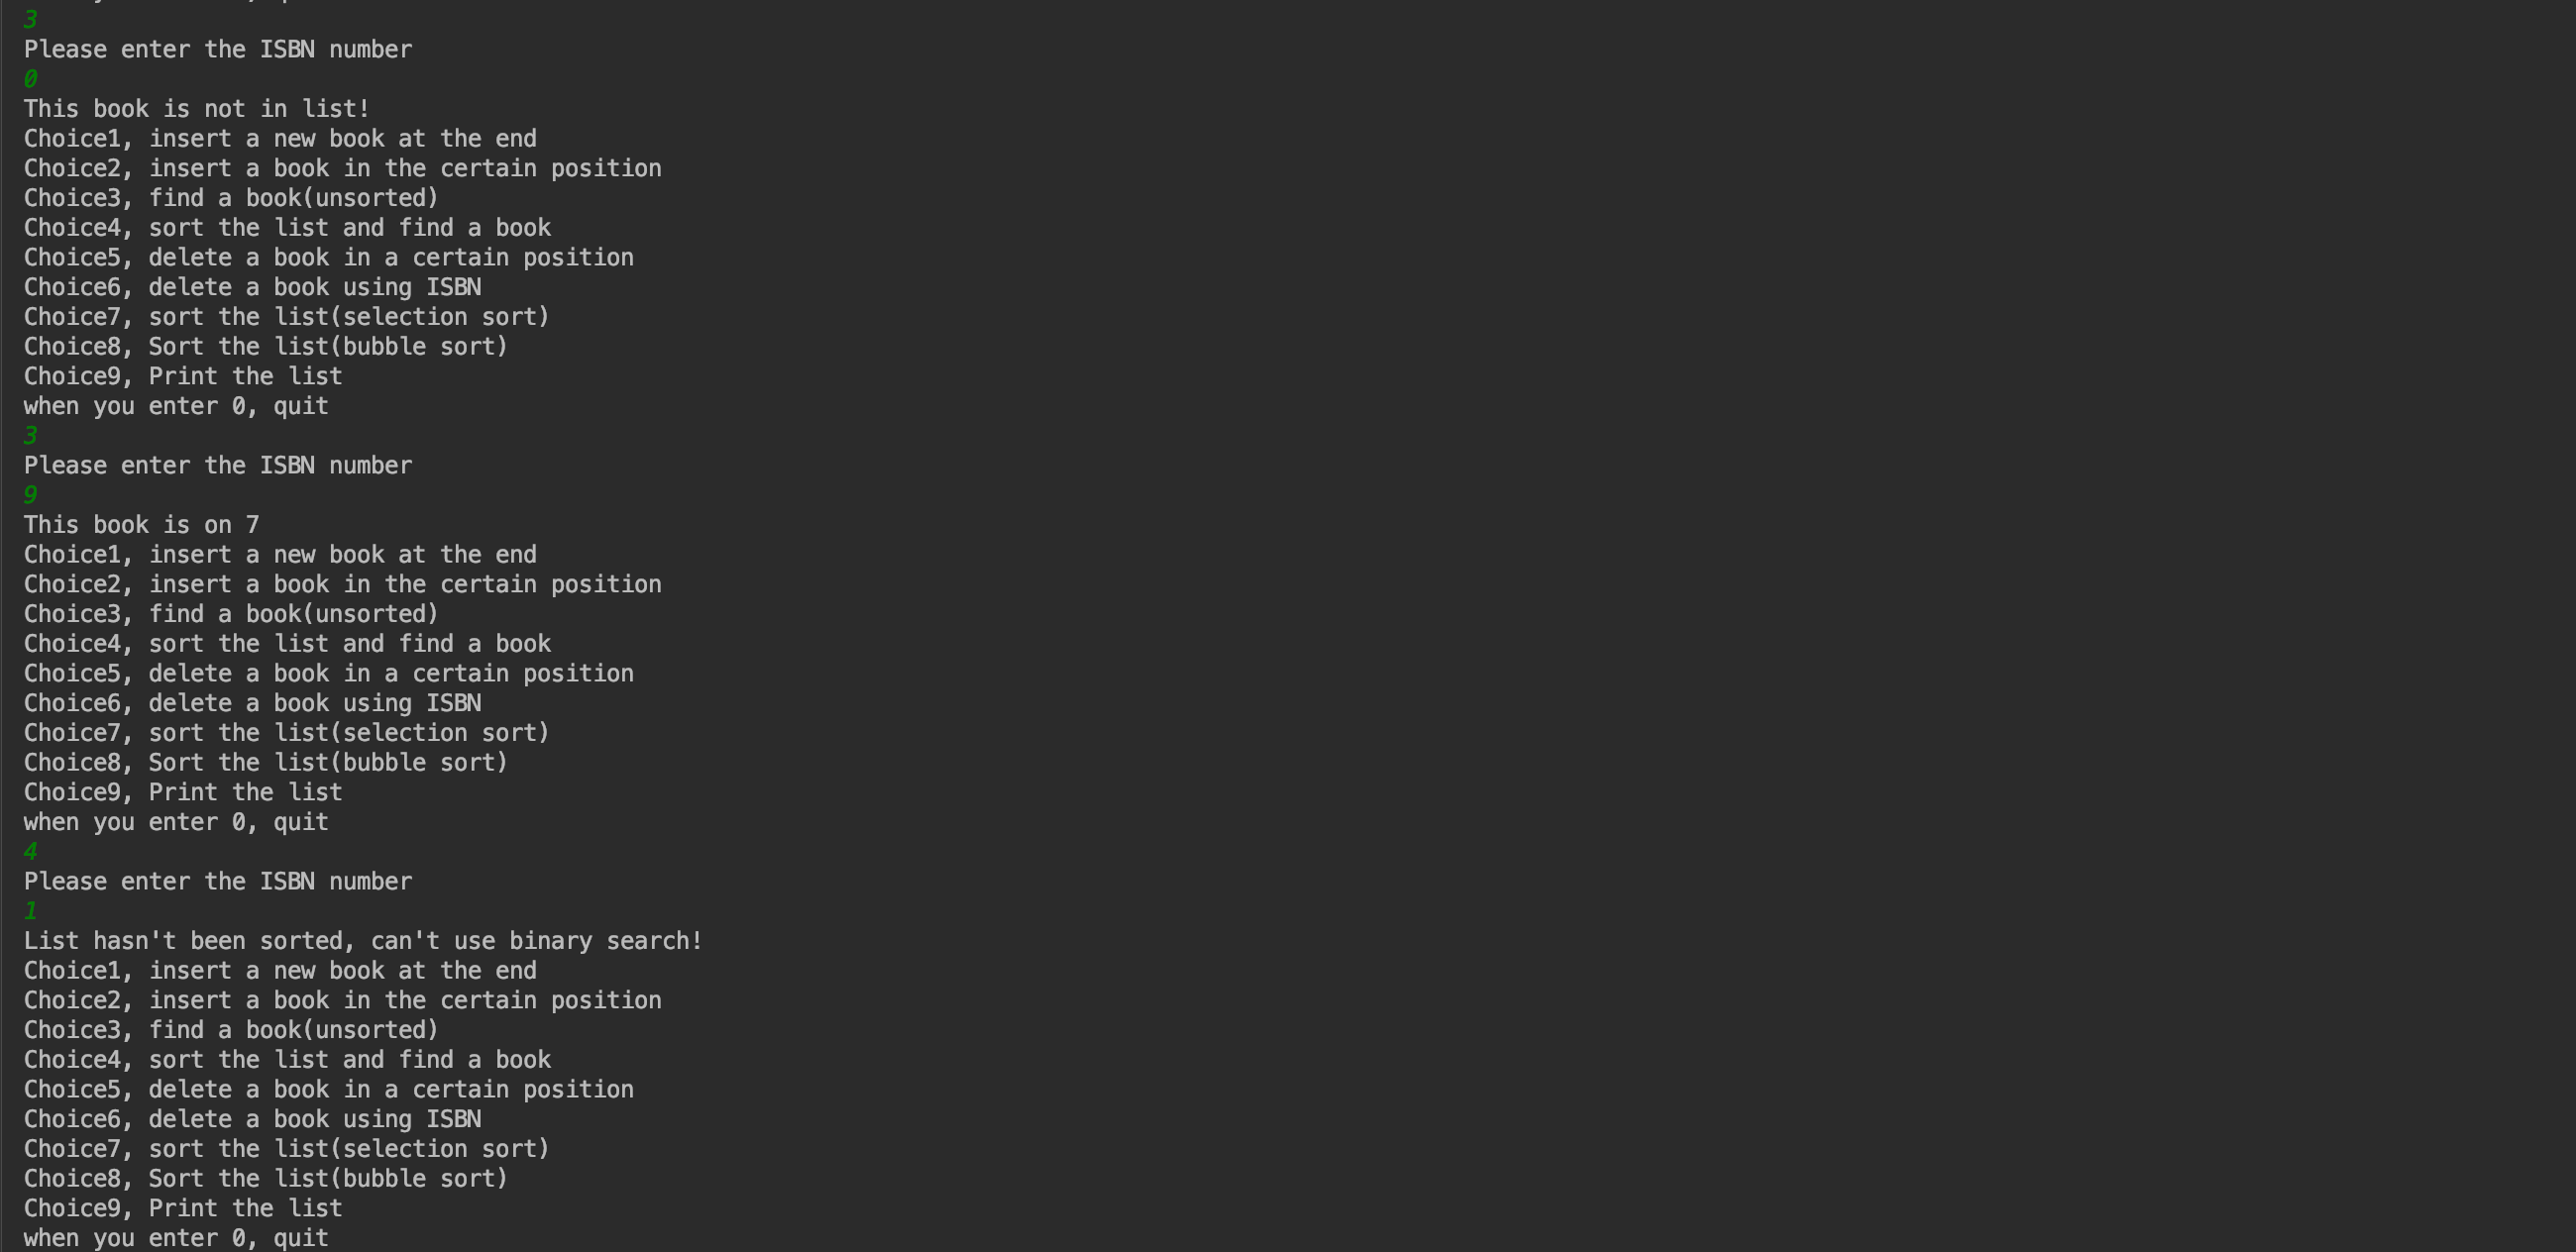 3
Please enter the ISBN number
0
This book is not in list!
Choice1, insert a new book at the end
Choice2, insert a book in the certain position
Choice3, find a book(unsorted)
Choice4, sort the list and find a book
Choice5, delete a book in a certain position
Choice6, delete a book using ISBN
Choice7, sort the list(selection sort)
Choice8, Sort the list(bubble sort)
Choice9, Print the list
when you enter 0, quit
3
Please enter the ISBN number
9
This book is on 7
Choice1, insert a new book at the end
Choice2, insert a book in the certain position
Choice3, find a book(unsorted)
Choice4, sort the list and find a book
Choice5, delete a book in a certain position
Choice6, delete a book using ISBN
Choice7, sort the list(selection sort)
Choice8, Sort the list(bubble sort)
Choice9, Print the list
when you enter 0, quit
4
Please enter the ISBN number
1
List hasn't been sorted, can't use binary search!
Choice1, insert a new book at the end
Choice2, insert a book in the certain position
Choice3, find a book(unsorted)
Choice4, sort the list and find a book
Choice5, delete a book in a certain position
Choice6, delete a book using ISBN
Choice7, sort the list(selection sort)
Choice8, Sort the list(bubble sort)
Choice9, Print the list
when you enter 0, quit